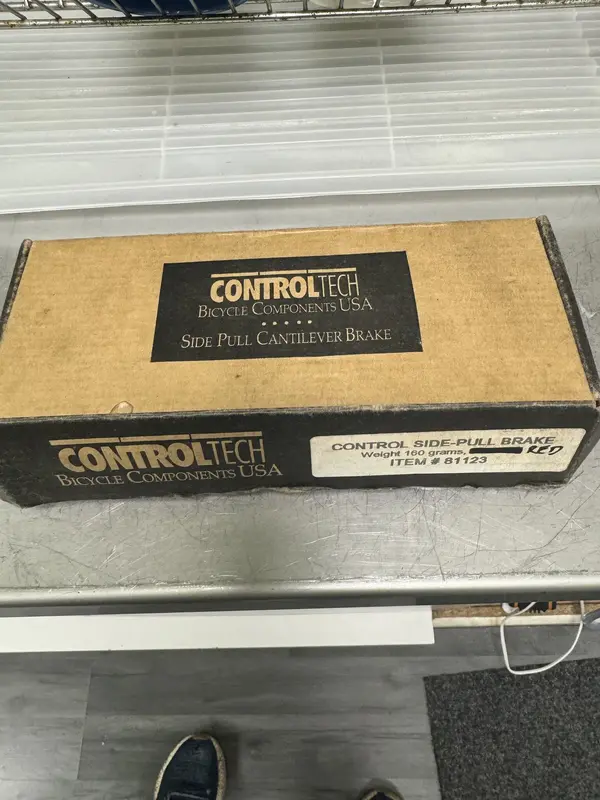 CONTROLTECH
BICYCLE COMPONENTS USA
SIDE PULL CANTILEVER BRAKE
CONTROLTECH
BICYCLE COMPONENTS USA
CONTROL SIDE-PULL BRAKE
Weight 160 grams, RED
ITEM # 81123